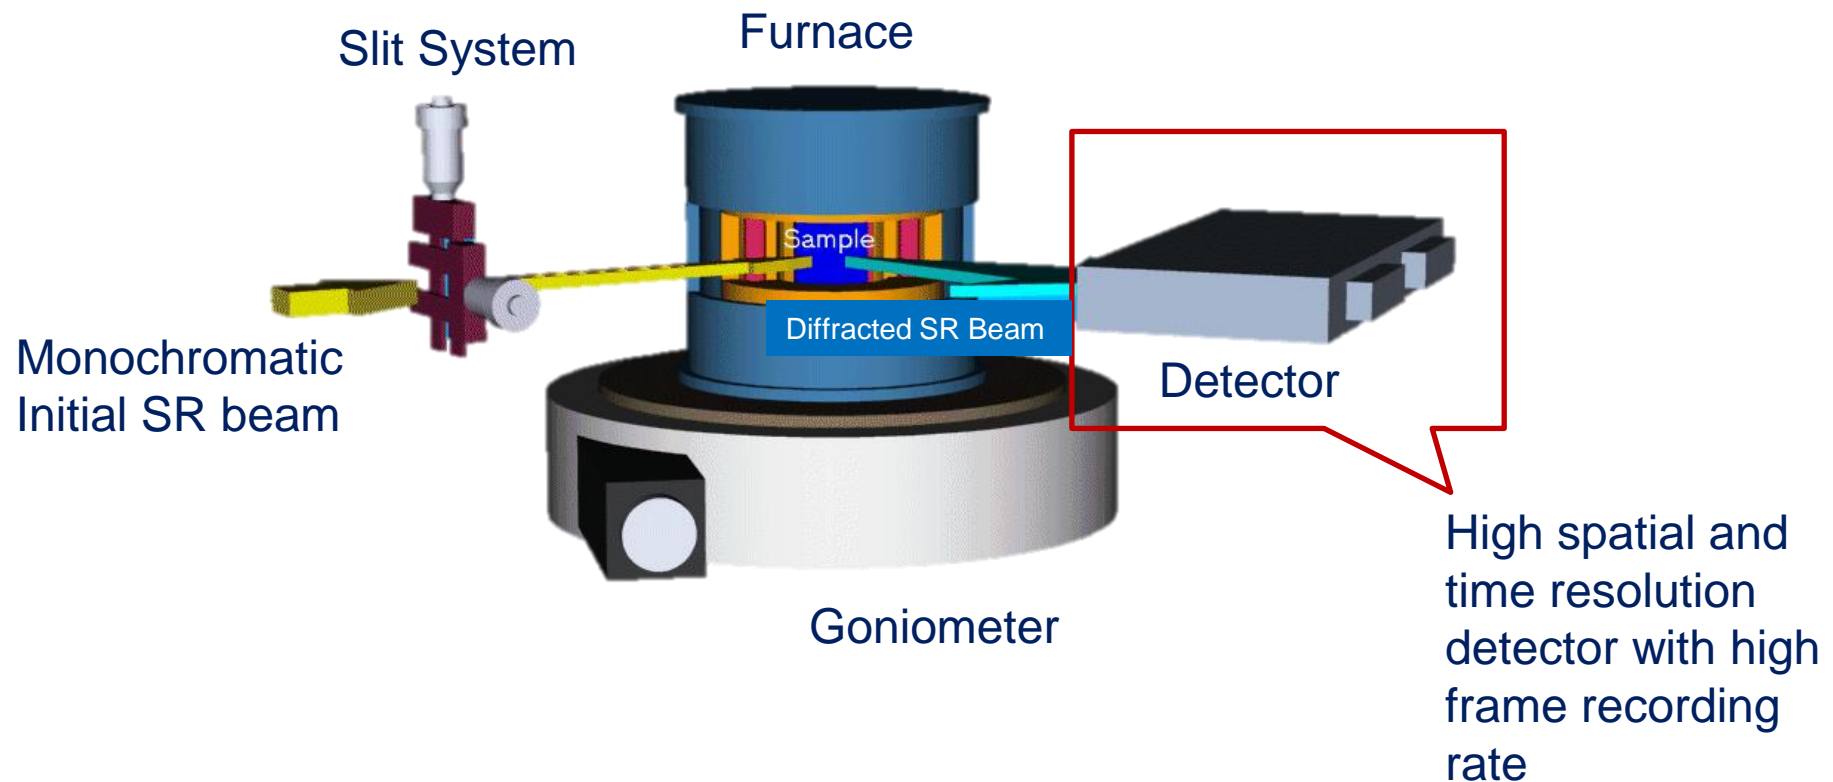 Slit System
Furnace
Sample
Diffracted SR Beam
Monochromatic
Initial SR beam
Detector
Goniometer
High spatial and
time resolution
detector with high
frame recording
rate